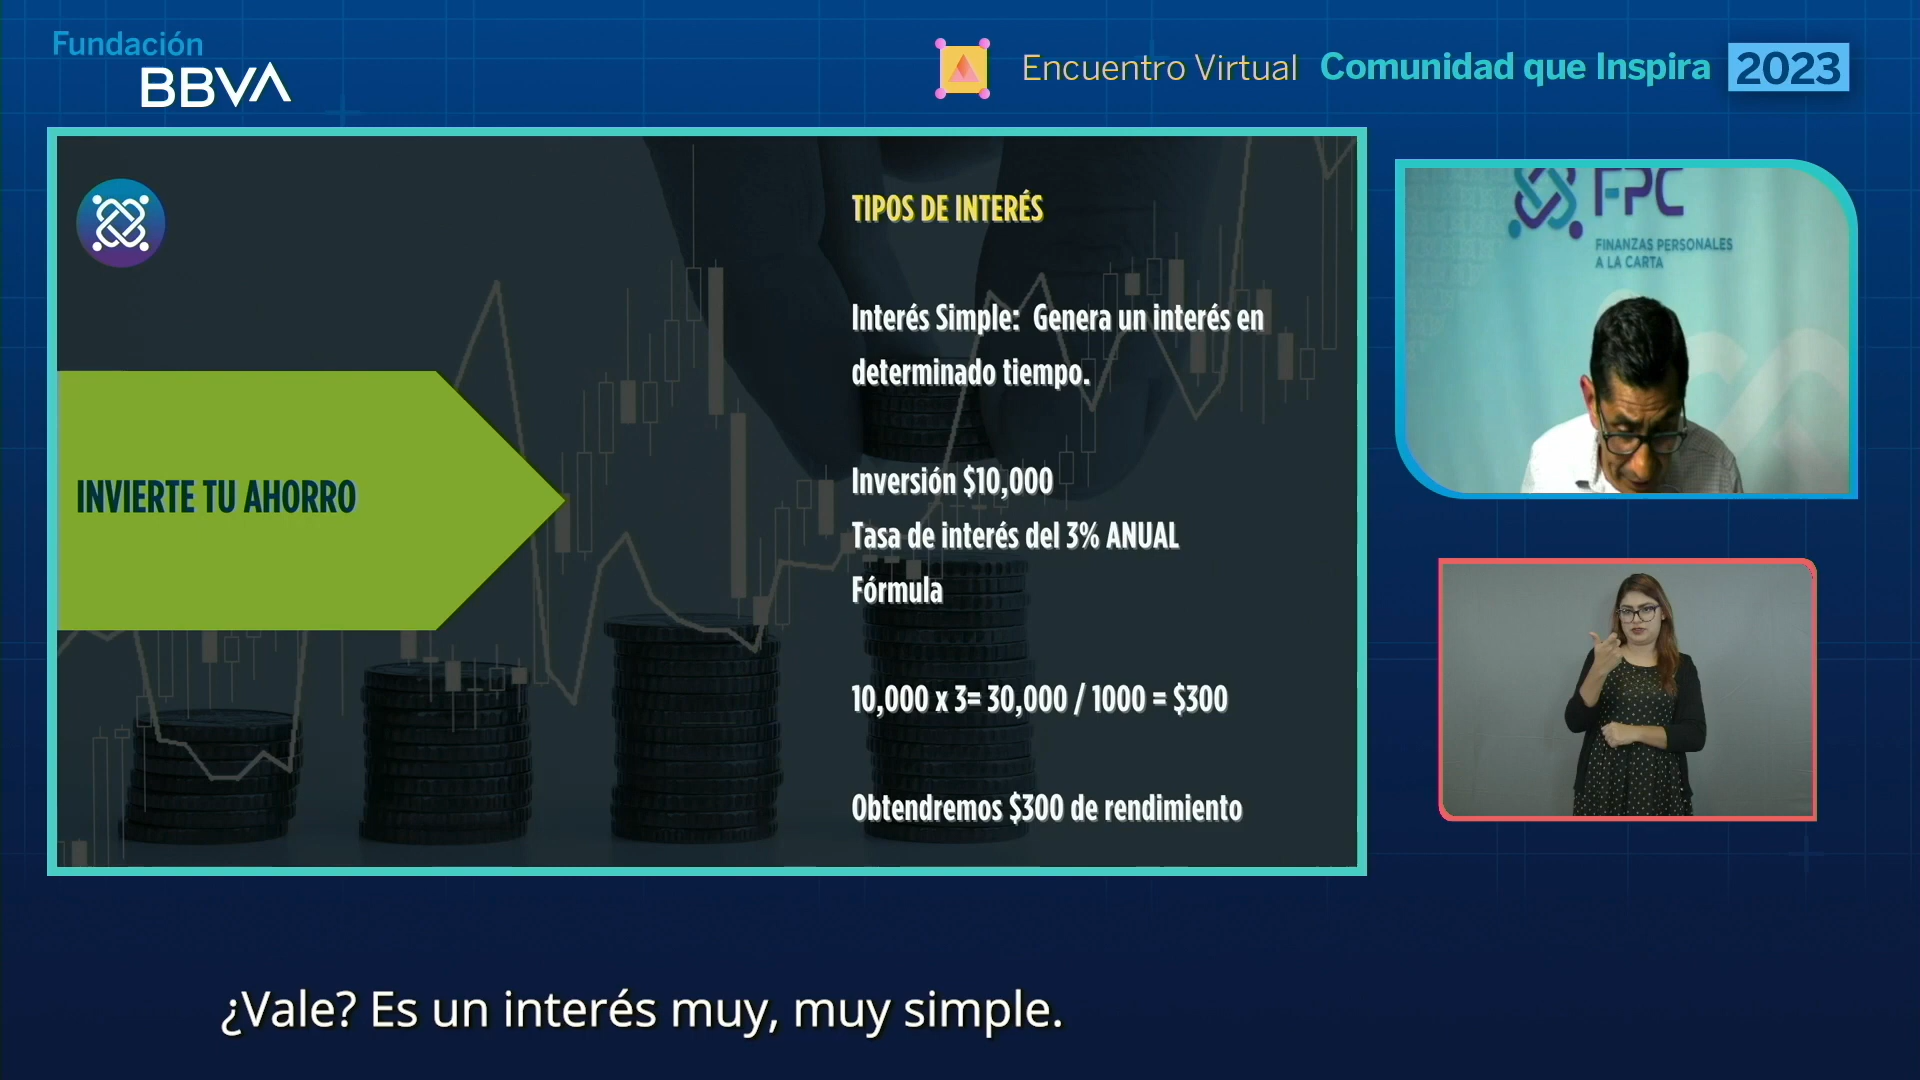 Fundación
BBVA
Encuentro Virtual Comunidad que Inspira 2023
TIPOS DE INTERÉS
Interés Simple: Genera un interés en
determinado tiempo.
INVIERTE TU AHORRO
Inversión $10,000
Tasa de interés del 3% ANUAL
Fórmula
10,000 x 3= 30,000 / 1000 = $300
Obtendremos $300 de rendimiento
FPC
FINANZAS PERSONALES
A LA CARTA
¿Vale? Es un interés muy, muy simple.